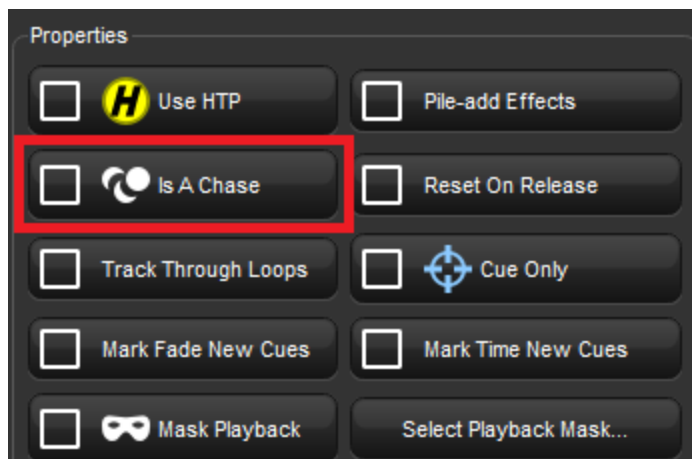 Properties
H Use HTP
Pile-add Effects
Is A Chase
Reset On Release
Track Through Loops
Cue Only
Mark Fade New Cues
Mark Time New Cues
Mask Playback
Select Playback Mask...